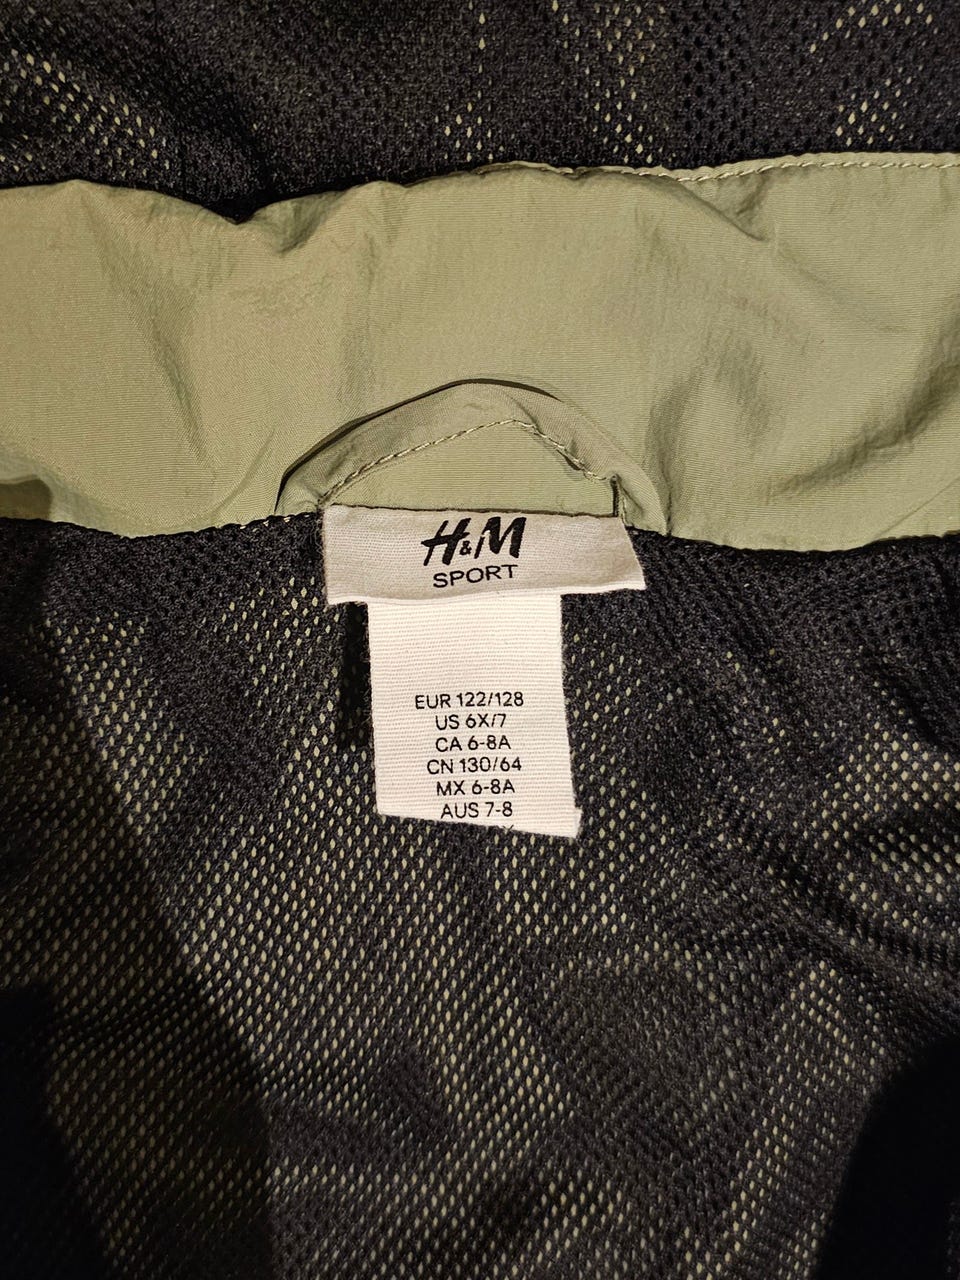 H&M
SPORT
EUR 122/128
US 6X/7
CA 6-8A
CN 130/64
MX 6-8A
AUS 7-8